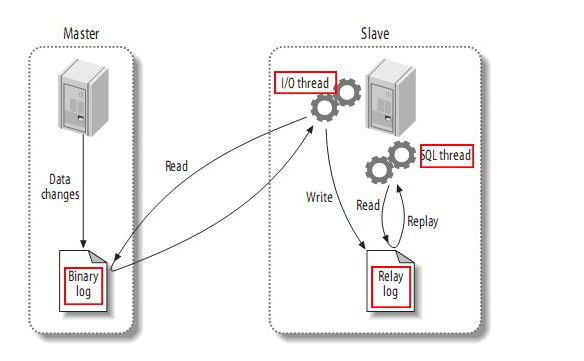 Master
Slave
I/O thread
SQL thread
Read
Data
changes
Write
Read
Replay
Binary
log
Relay
log